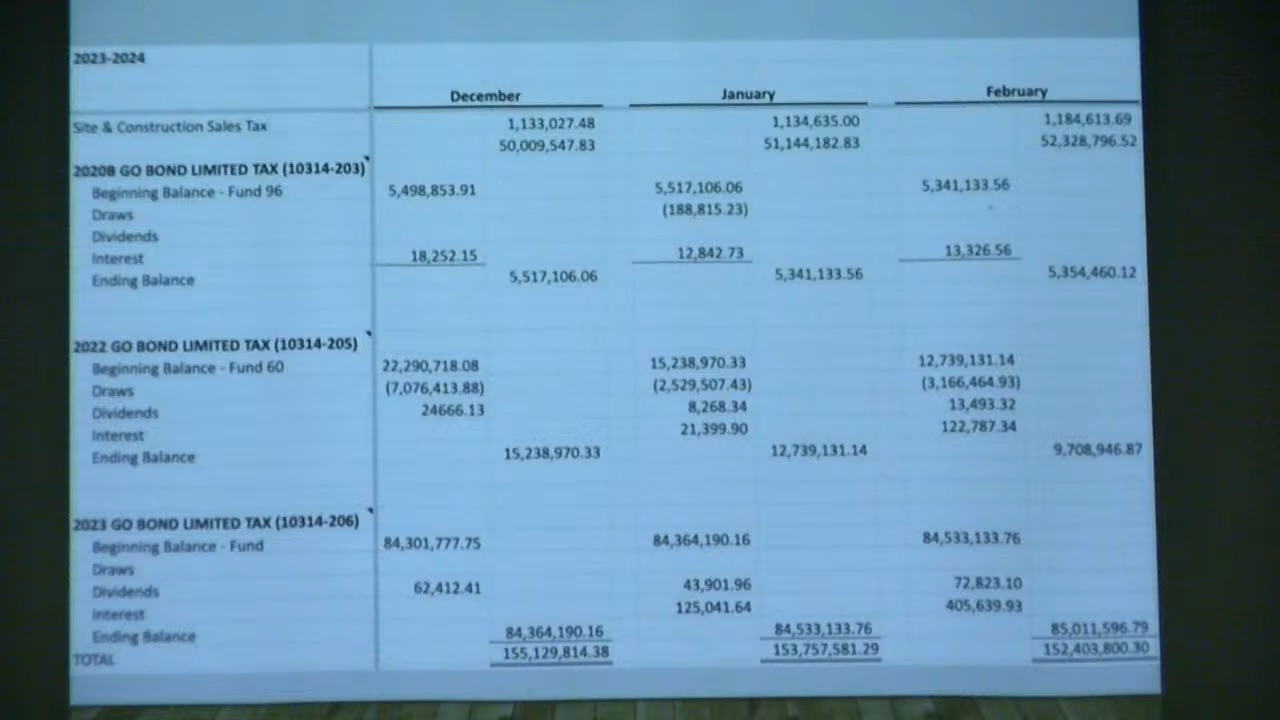 2023-2024
December January February
Site & Construction Sales Tax 1,133,027.48 1,134,635.00 1,184,613.69
50,009,547.83 51,144,182.83 52,328,796.52
2020B GO BOND LIMITED TAX (10314-203)
Beginning Balance - Fund 96 5,498,853.91 5,517,106.06 5,341,133.56
Draws (188,815.23) -
Dividends
Interest 18,252.15 12,842.73 13,326.56
Ending Balance 5,517,106.06 5,341,133.56 5,354,460.12
2022 GO BOND LIMITED TAX (10314-205)
Beginning Balance - Fund 60 22,290,718.08 15,238,970.33 12,739,131.14
Draws (7,076,413.88) (2,529,507.43) (3,166,464.93)
Dividends 24666.13 8,268.34 13,493.32
Interest 21,399.90 122,787.34
Ending Balance 15,238,970.33 12,739,131.14 9,708,946.87
2023 GO BOND LIMITED TAX (10314-206)
Beginning Balance - Fund 84,301,777.75 84,364,190.16 84,533,133.76
Draws
Dividends 62,412.41 43,901.96 72,823.10
Interest 125,041.64 405,639.93
Ending Balance 84,364,190.16 84,533,133.76 85,011,596.79
TOTAL 155,129,814.38 153,757,581.29 152,403,800.30